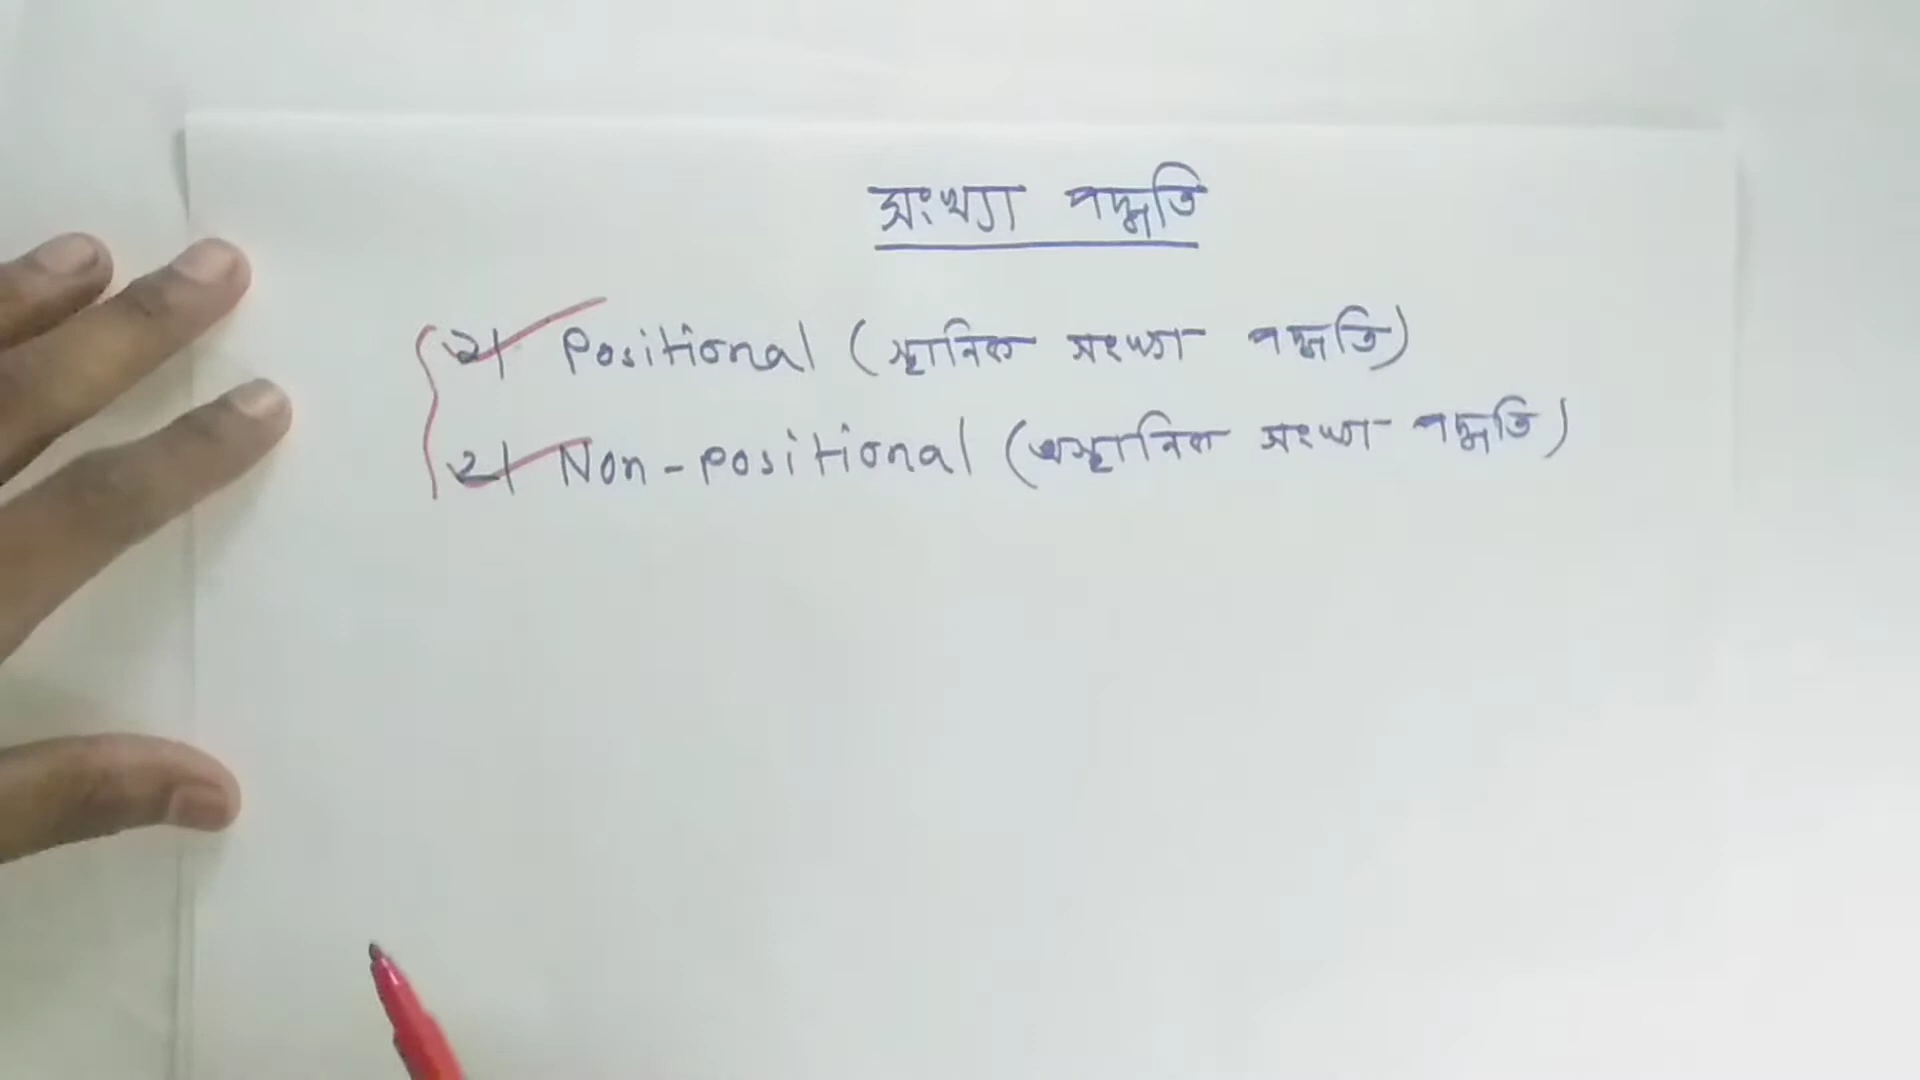 সংখ্যা পদ্ধতি
১। Positional (স্থানিক সংখ্যা পদ্ধতি)
২। Non-positional (অস্থানিক সংখ্যা পদ্ধতি)